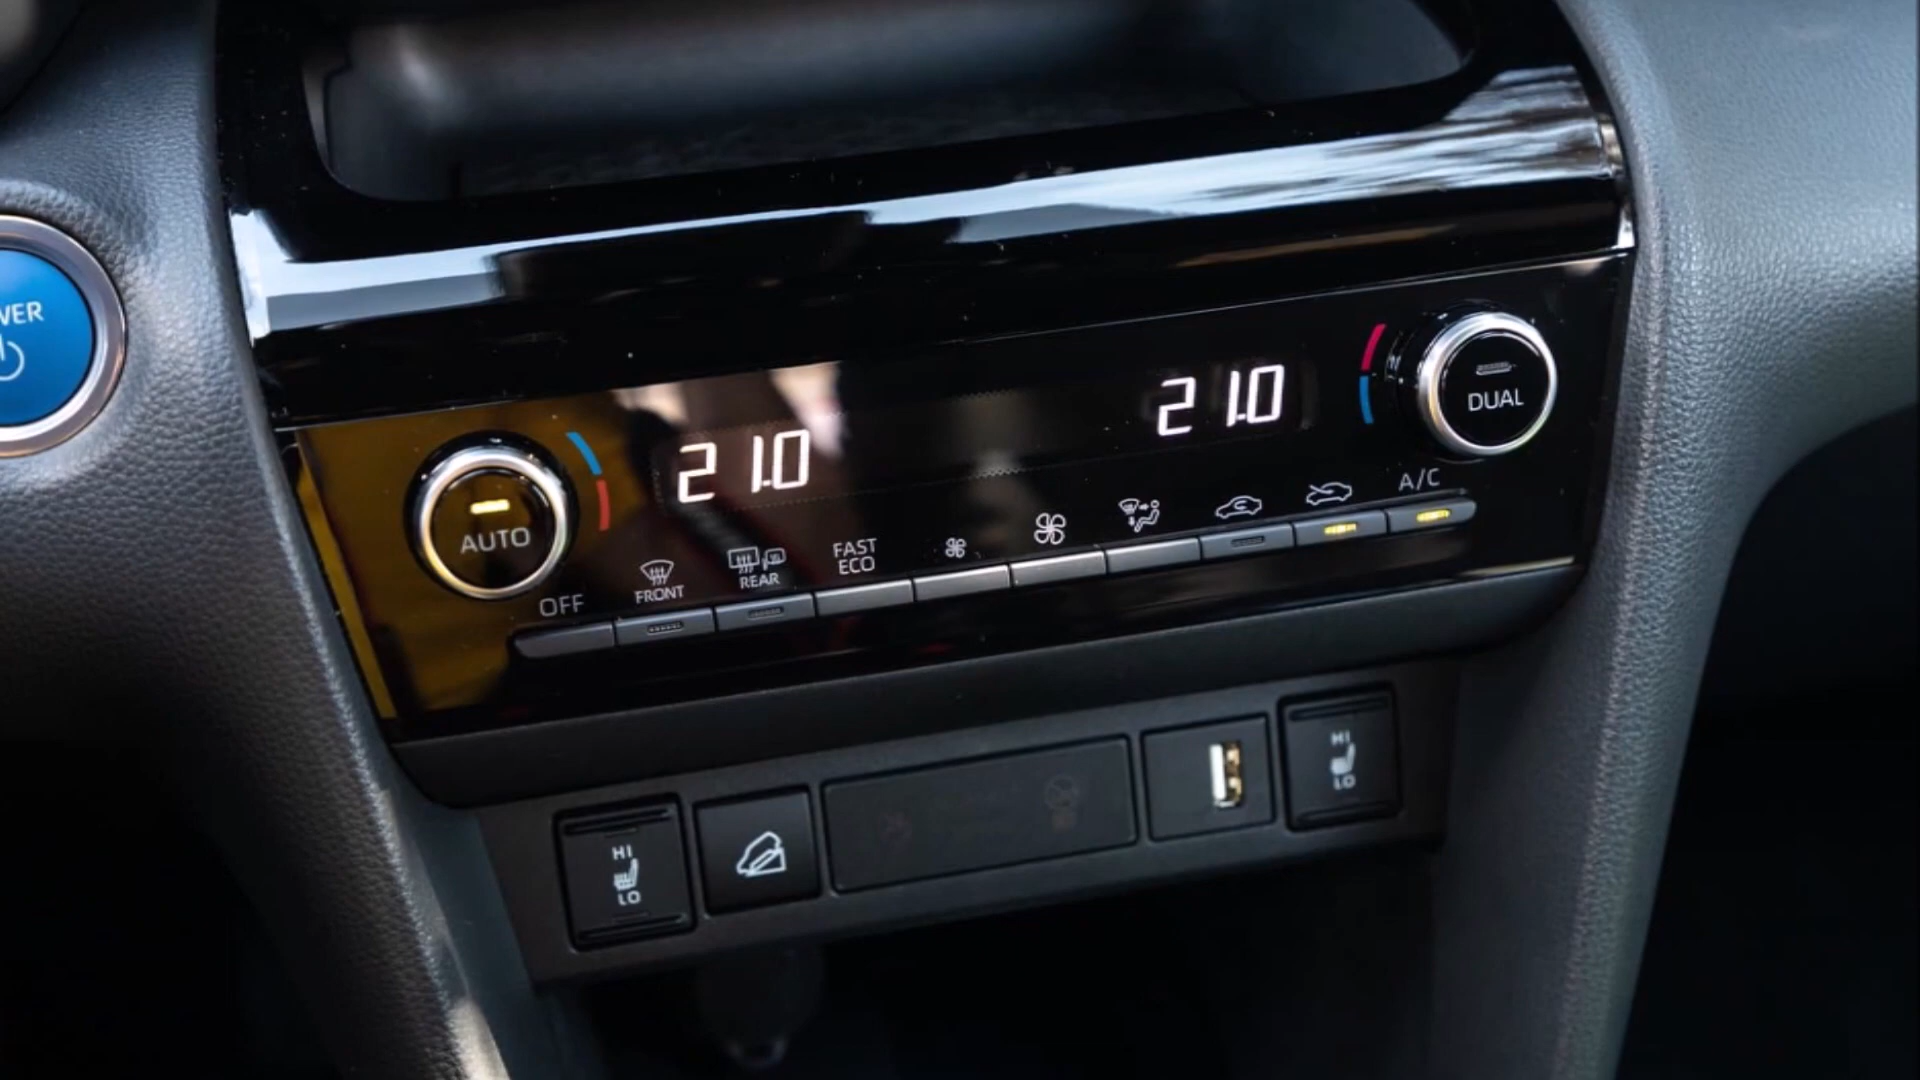 WER
21.0
21.0
DUAL
AUTO
A/C
OFF
FRONT
REAR
FAST
ECO
HI
LO
HI
LO